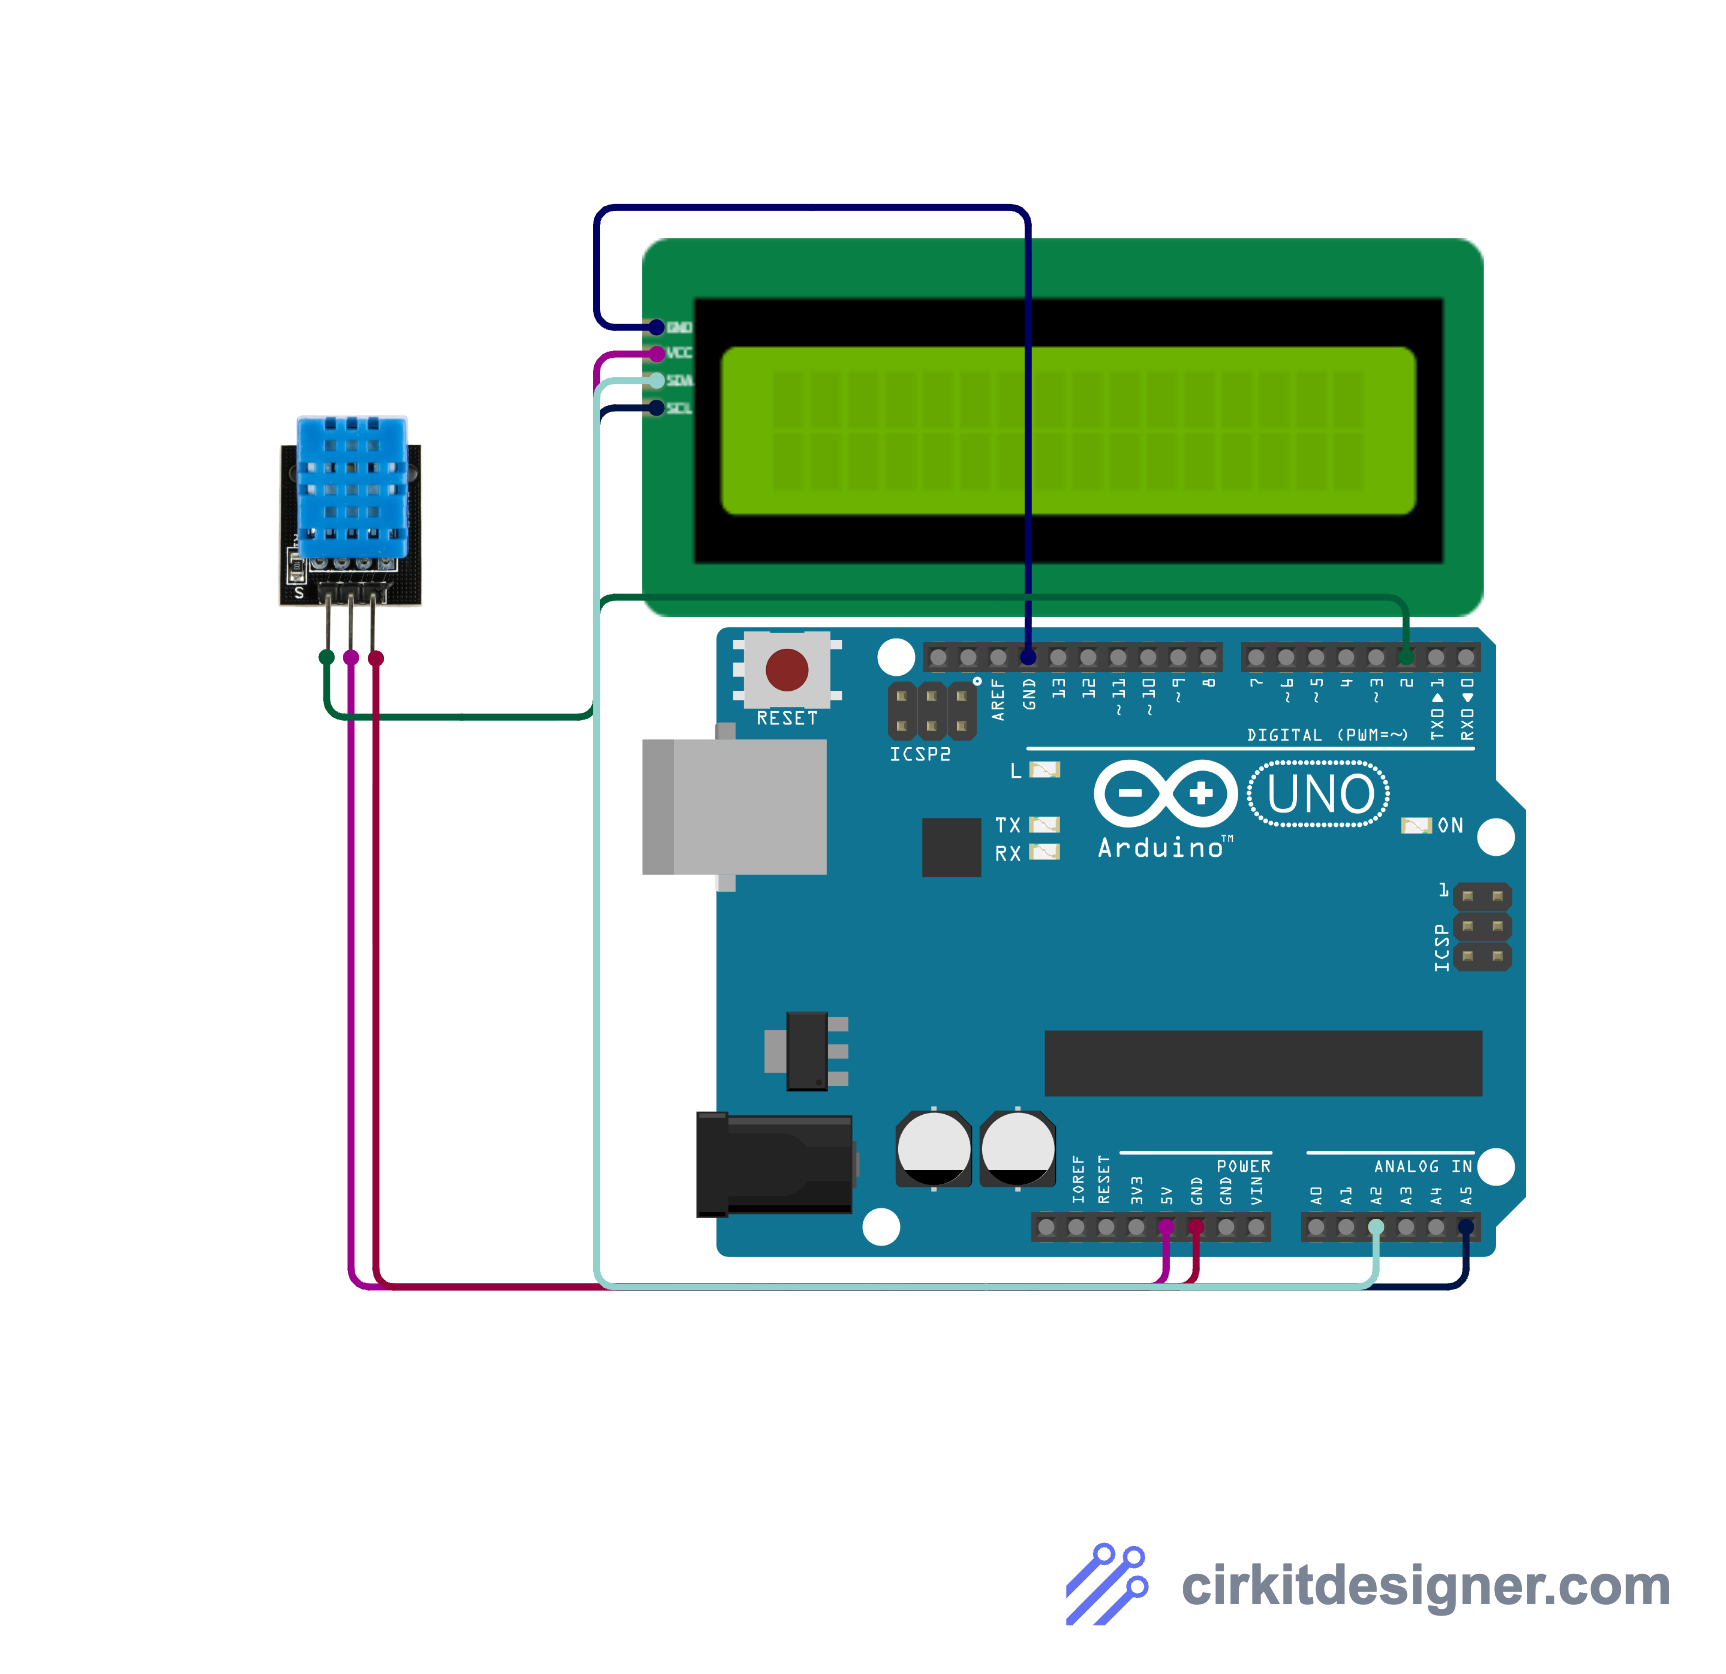 GND
VCC
SDA
SCL
S
RESET
ICSP2
AREF
GND
13
12
~11
~10
~9
8
7
~6
~5
4
~3
2
TX0▶1
RX0◀0
DIGITAL (PWM=~)
L
TX
RX
Arduino™
UNO
ON
1
ICSP
IOREF
RESET
3V3
5V
GND
GND
VIN
POWER
ANALOG IN
A0
A1
A2
A3
A4
A5
cirkitdesigner.com